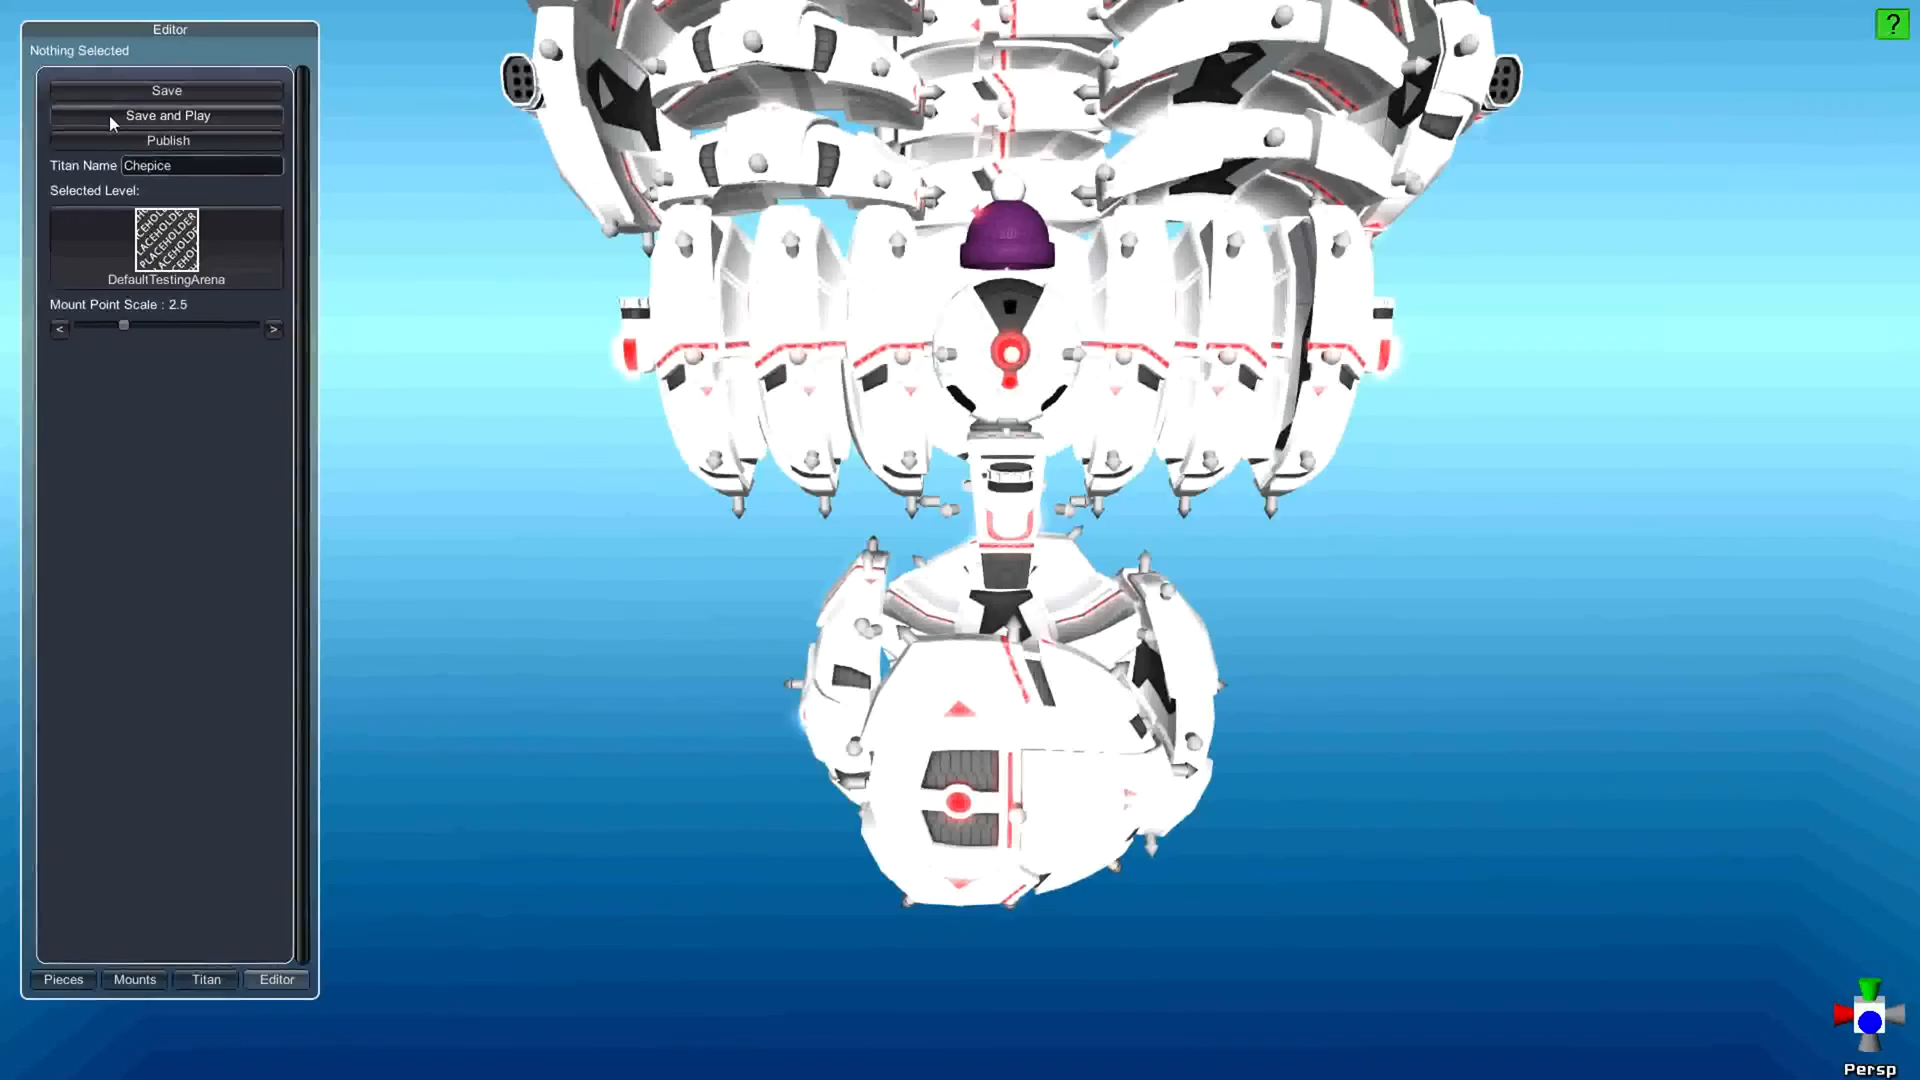 Editor
Nothing Selected
Save
Save and Play
Publish
Titan Name Chepice
Selected Level:
PLACEHOLDER
DefaultTestingArena
Mount Point Scale : 2.5
< >
Pieces Mounts Titan Editor
?
Persp